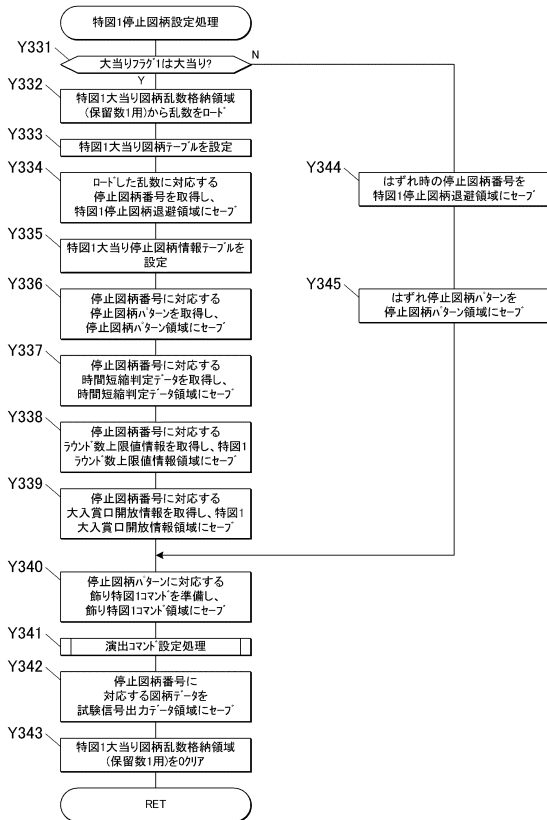 特図1停止図柄設定処理
Y331
大当りフラグ1は大当り?
N
Y
Y332
特図1大当り図柄乱数格納領域
(保留数1用)から乱数をロード
Y333
特図1大当り図柄テーブルを設定
Y334
ロードした乱数に対応する
停止図柄番号を取得し、
特図1停止図柄退避領域にセーブ
Y335
特図1大当り停止図柄情報テーブルを
設定
Y336
停止図柄番号に対応する
停止図柄パターンを取得し、
停止図柄パターン領域にセーブ
Y337
停止図柄番号に対応する
時間短縮判定データを取得し、
時間短縮判定データ領域にセーブ
Y338
停止図柄番号に対応する
ラウンド数上限値情報を取得し、特図1
ラウンド数上限値情報領域にセーブ
Y339
停止図柄番号に対応する
大入賞口開放情報を取得し、特図1
大入賞口開放情報領域にセーブ
Y344
はずれ時の停止図柄番号を
特図1停止図柄退避領域にセーブ
Y345
はずれ停止図柄パターンを
停止図柄パターン領域にセーブ
Y340
停止図柄パターンに対応する
飾り特図1コマンドを準備し、
飾り特図1コマンド領域にセーブ
Y341
演出コマンド設定処理
Y342
停止図柄番号に
対応する図柄データを
試験信号出力データ領域にセーブ
Y343
特図1大当り図柄乱数格納領域
(保留数1用)を0クリア
RET